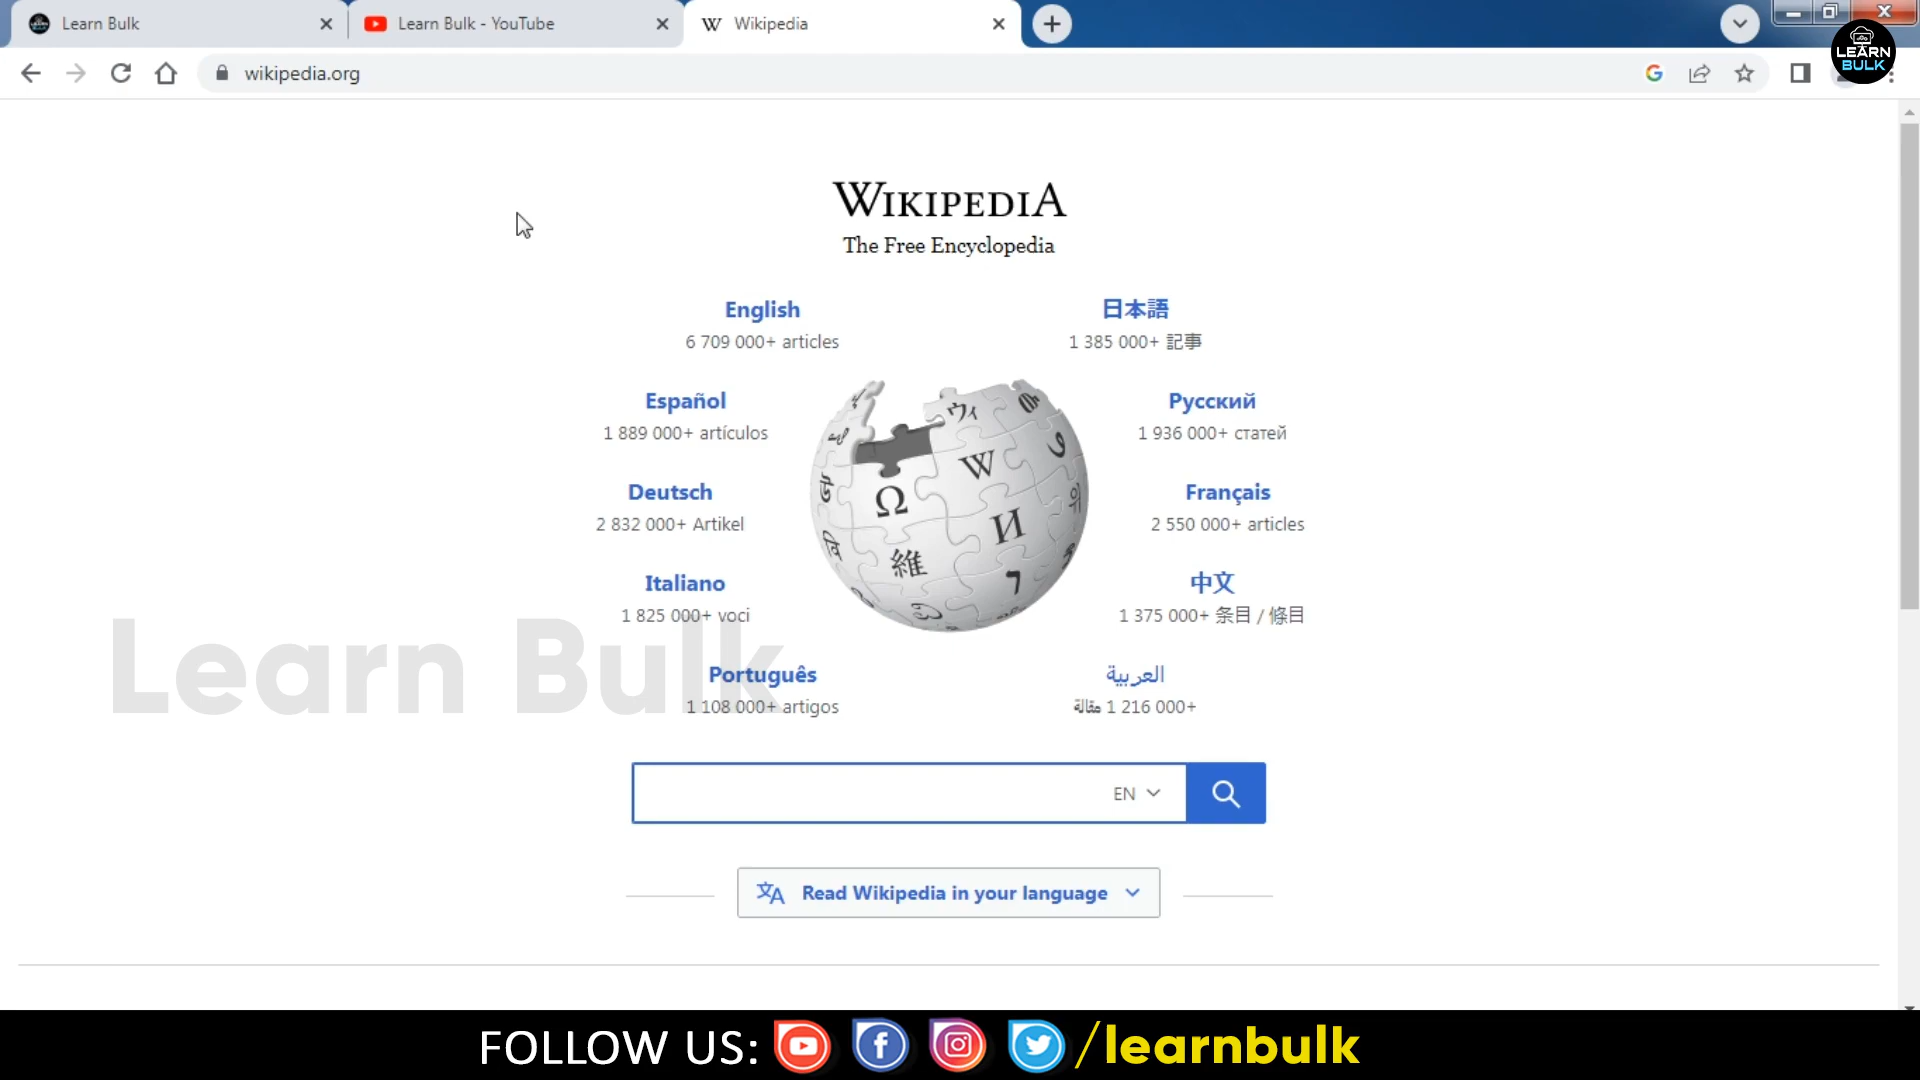 Learn Bulk
Learn Bulk - YouTube
Wikipedia
wikipedia.org
LEARN
BULK
WIKIPEDIA
The Free Encyclopedia
English
6 709 000+ articles
日本語
1 385 000+ 記事
Español
1 889 000+ artículos
Русский
1 936 000+ статей
Deutsch
2 832 000+ Artikel
Français
2 550 000+ articles
Italiano
1 825 000+ voci
中文
1 375 000+ 条目 / 條目
Português
1 108 000+ artigos
العربية
1 216 000+ مقالة
Ω
W
И
維
ウィ
Learn Bulk
EN
Read Wikipedia in your language
FOLLOW US: /learnbulk